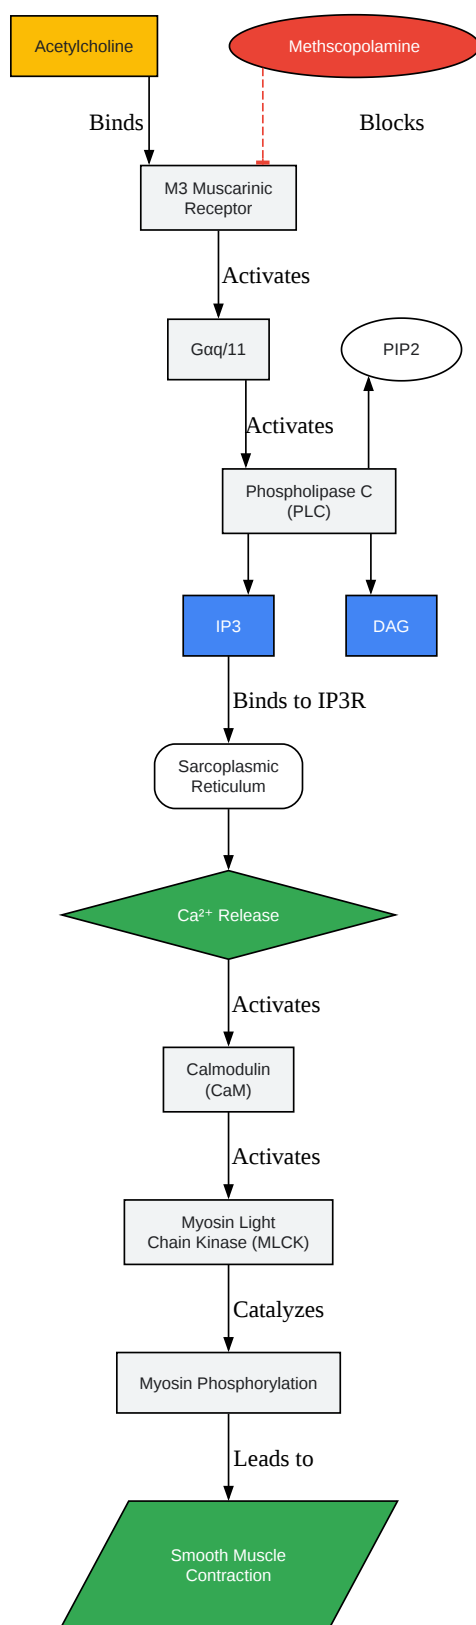 Acetylcholine
Methscopolamine
Binds
Blocks
M3 Muscarinic
Receptor
Activates
Gαq/11
PIP2
Activates
Phospholipase C
(PLC)
IP3
DAG
Binds to IP3R
Sarcoplasmic
Reticulum
Ca²⁺ Release
Activates
Calmodulin
(CaM)
Activates
Myosin Light
Chain Kinase (MLCK)
Catalyzes
Myosin Phosphorylation
Leads to
Smooth Muscle
Contraction